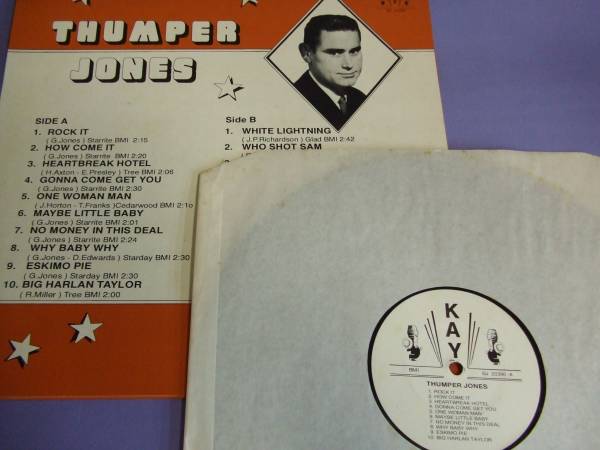 THUMPER
JONES
SIDE A
1. ROCK IT
( G.Jones ) Starrite BMI 2:15
2. HOW COME IT
( G.Jones ) Starrite BMI 2:20
3. HEARTBREAK HOTEL
( H.Axton - E.Presley ) Tree BMI 2:06
4. GONNA COME GET YOU
( G.Jones ) Starrite BMI 2:30
5. ONE WOMAN MAN
( J.Horton - T.Franks )Cedarwood BMI 2:10
6. MAYBE LITTLE BABY
( G.Jones ) Starrite BMI 2:01
7. NO MONEY IN THIS DEAL
( G.Jones ) Starrite BMI 2:24
8. WHY BABY WHY
( G.Jones - D.Edwards ) Starday BMI 2:30
9. ESKIMO PIE
( G.Jones ) Starday BMI 2:30
10. BIG HARLAN TAYLOR
( R.Miller ) Tree BMI 2:00
Side B
1. WHITE LIGHTNING
( J.P.Richardson ) Glad BMI 2:42
2. WHO SHOT SAM
KAY
BMI
THUMPER JONES
1. ROCK IT
2. HOW COME IT
3. HEARTBREAK HOTEL
4. GONNA COME GET YOU
5. ONE WOMAN MAN
6. MAYBE LITTLE BABY
7. NO MONEY IN THIS DEAL
8. WHY BABY WHY
9. ESKIMO PIE
10. BIG HARLAN TAYLOR